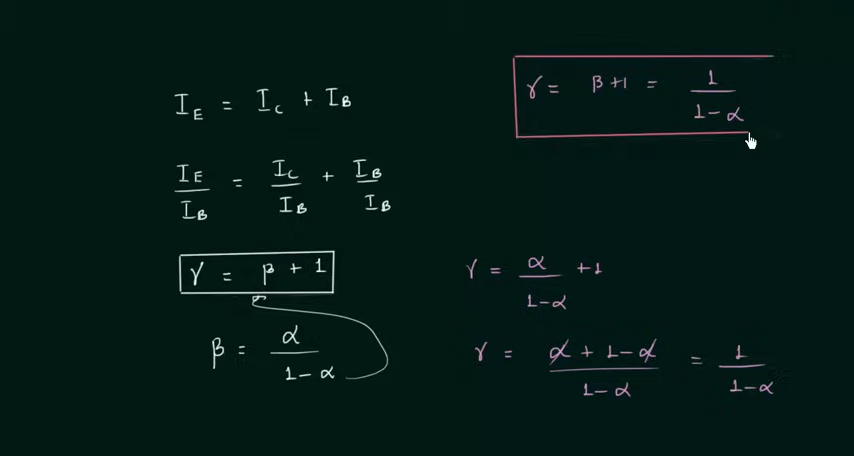 I_E = I_C + I_B
I_E/I_B = I_C/I_B + I_B/I_B
γ = β + 1
β = α/(1-α)
γ = β+1 = 1/(1-α)
γ = α/(1-α) +1
γ = (α + 1-α)/(1-α) = 1/(1-α)